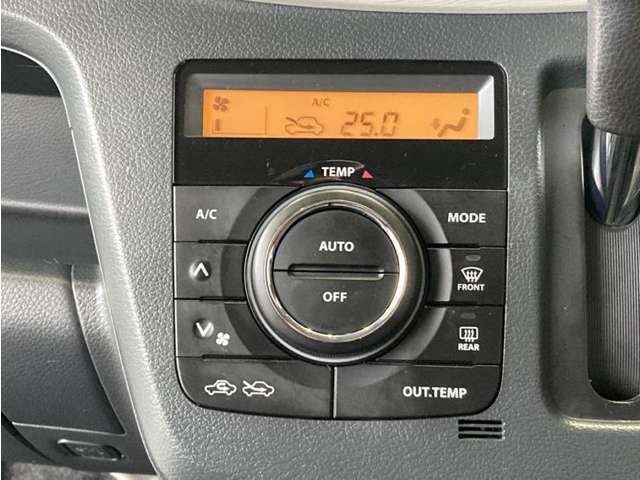 A/C
25.0
TEMP
A/C
MODE
AUTO
OFF
FRONT
REAR
OUT.TEMP